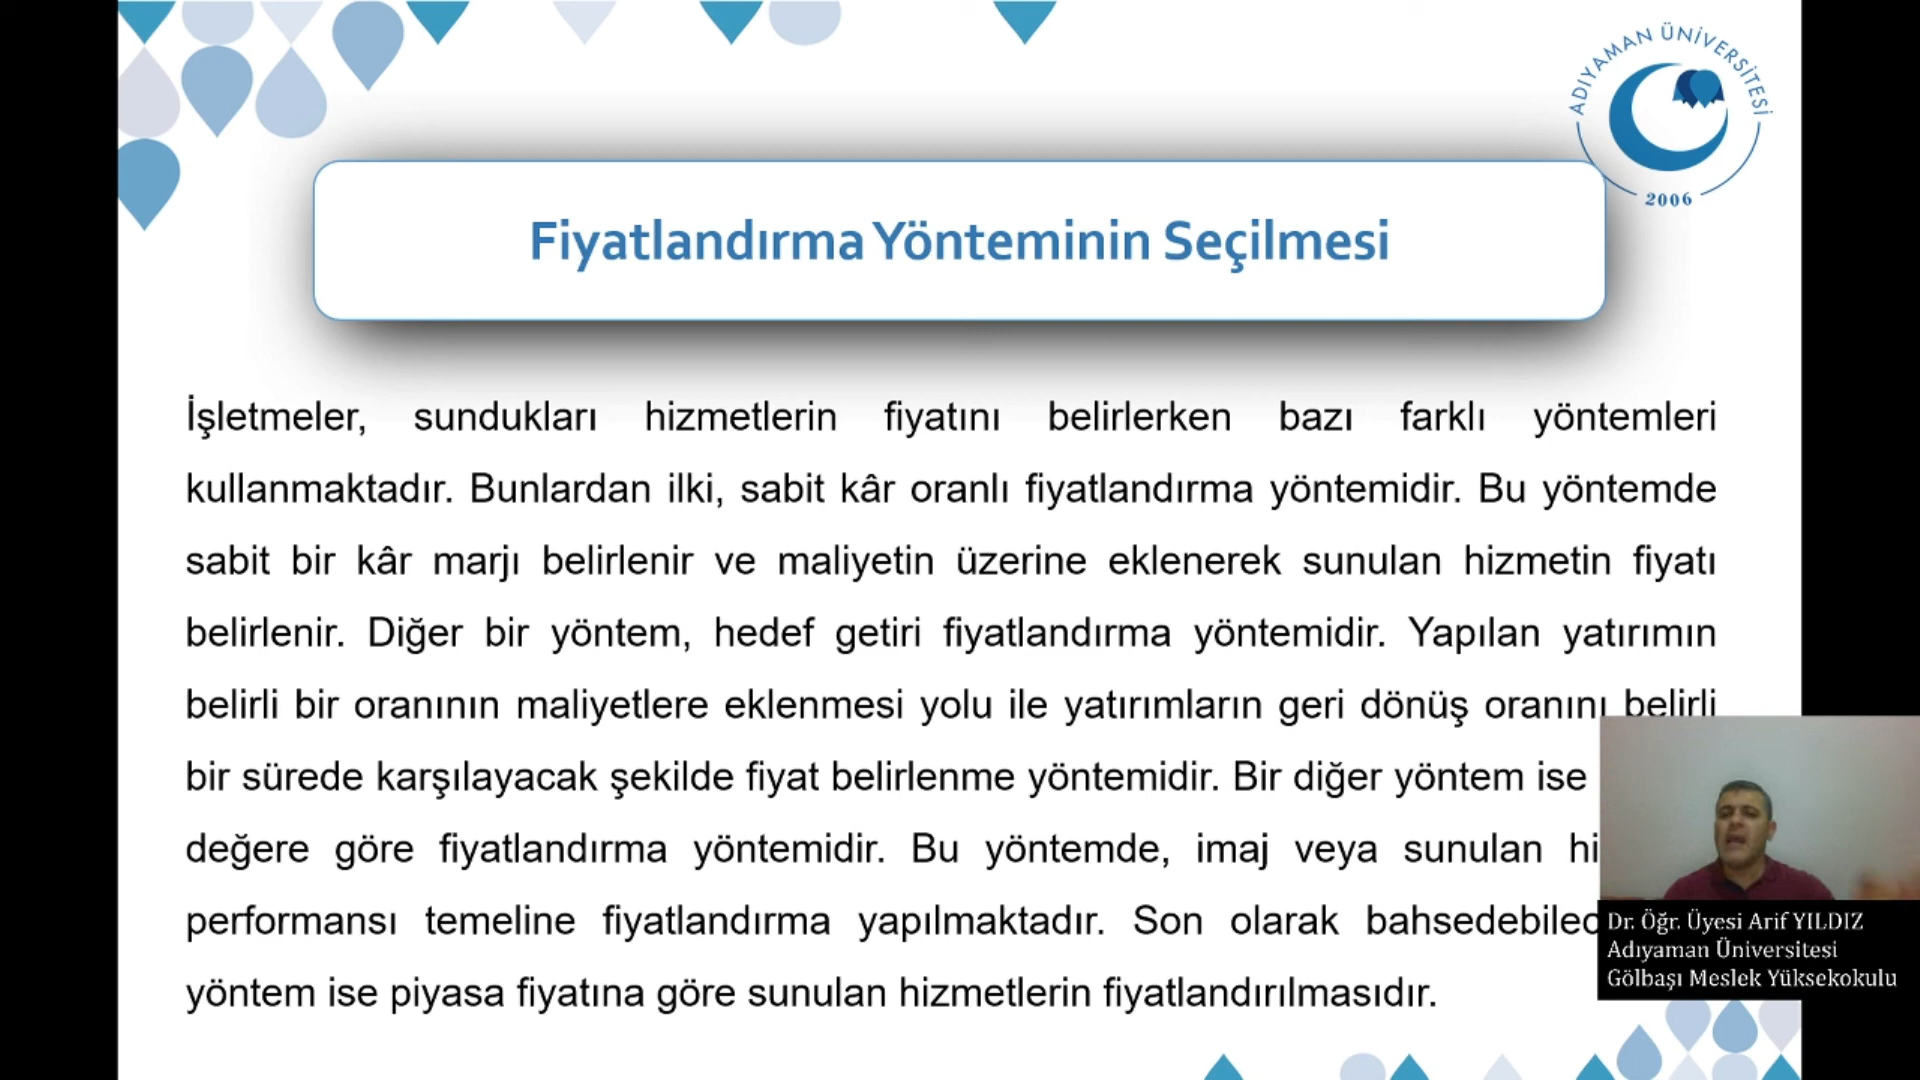 ADIYAMAN ÜNİVERSİTESİ
2006
Fiyatlandırma Yönteminin Seçilmesi
İşletmeler, sundukları hizmetlerin fiyatını belirlerken bazı farklı yöntemleri
kullanmaktadır. Bunlardan ilki, sabit kâr oranlı fiyatlandırma yöntemidir. Bu yöntemde
sabit bir kâr marjı belirlenir ve maliyetin üzerine eklenerek sunulan hizmetin fiyatı
belirlenir. Diğer bir yöntem, hedef getiri fiyatlandırma yöntemidir. Yapılan yatırımın
belirli bir oranının maliyetlere eklenmesi yolu ile yatırımların geri dönüş oranını belirli
bir sürede karşılayacak şekilde fiyat belirlenme yöntemidir. Bir diğer yöntem ise
değere göre fiyatlandırma yöntemidir. Bu yöntemde, imaj veya sunulan
performansı temeline fiyatlandırma yapılmaktadır. Son olarak
yöntem ise piyasa fiyatına göre sunulan hizmetlerin fiyatlandırılmasıdır.
Dr. Öğr. Üyesi Arif YILDIZ
Adıyaman Üniversitesi
Gölbaşı Meslek Yüksekokulu